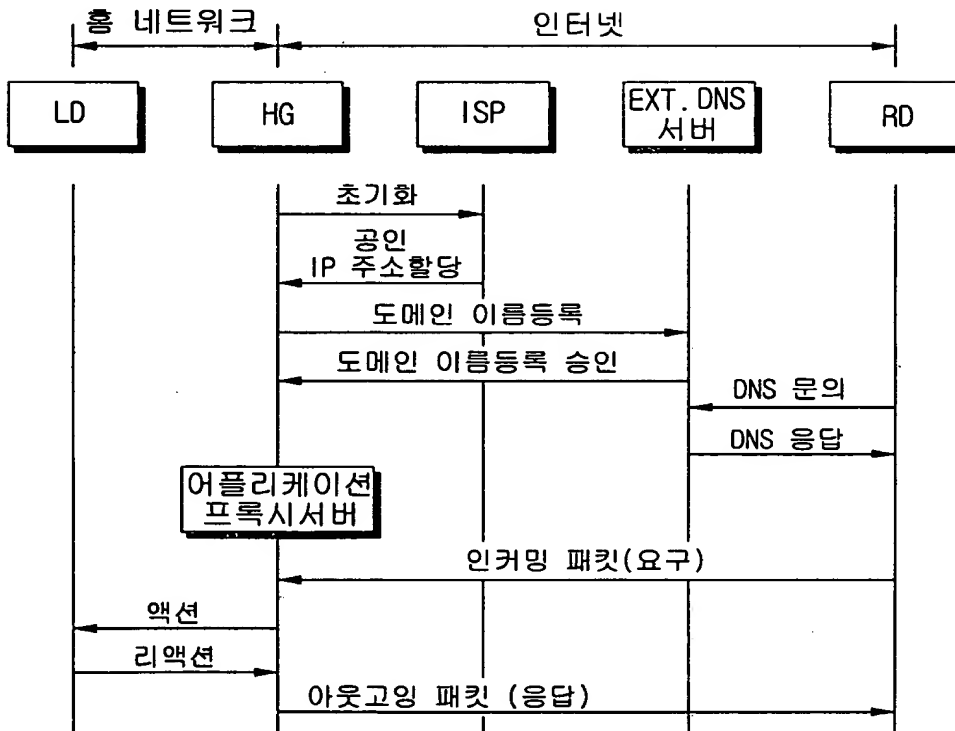 홈 네트워크
인터넷
LD
HG
ISP
EXT.DNS
서버
RD
초기화
공인
IP 주소할당
도메인 이름등록
도메인 이름등록 승인
DNS 문의
DNS 응답
어플리케이션
프록시서버
인커밍 패킷(요구)
액션
리액션
아웃고잉 패킷 (응답)